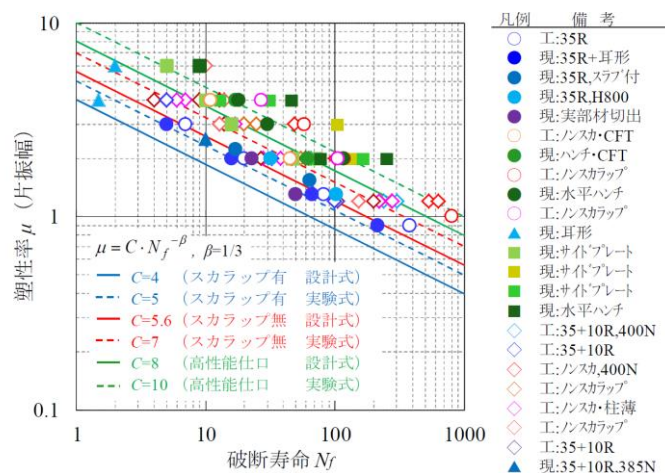 10
1
0.1
1
10
100
1000
塑性率 μ (片振幅)
破断寿命 Nf
μ = C · Nf^-β , β=1/3
C=4 (スカラップ有 設計式)
C=5 (スカラップ有 実験式)
C=5.6 (スカラップ無 設計式)
C=7 (スカラップ無 実験式)
C=8 (高性能仕口 設計式)
C=10 (高性能仕口 実験式)
凡例 備 考
工:35R
現:35R+耳形
現:35R,スラブ付
現:35R,H800
現:実部材切出
工:ノンスカ・CFT
現:ハンチ・CFT
工:ノンスカラップ
現:水平ハンチ
工:ノンスカラップ
現:耳形
現:サイドプレート
現:サイドプレート
現:サイドプレート
現:水平ハンチ
工:35+10R,400N
工:35+10R
工:ノンスカ,400N
工:ノンスカラップ
工:ノンスカ・柱薄
工:ノンスカラップ
工:35+10R
現:35+10R,385N